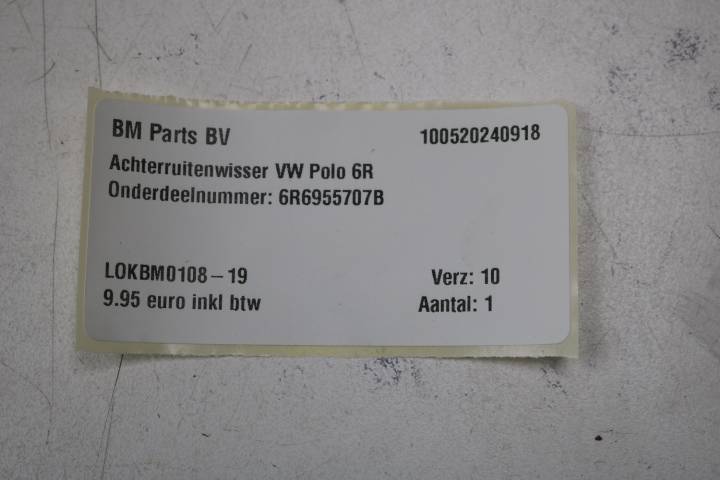 BM Parts BV 100520240918
Achterruitenwisser VW Polo 6R
Onderdeelnummer: 6R6955707B
LOKBM0108-19 Verz: 10
9.95 euro inkl btw Aantal: 1